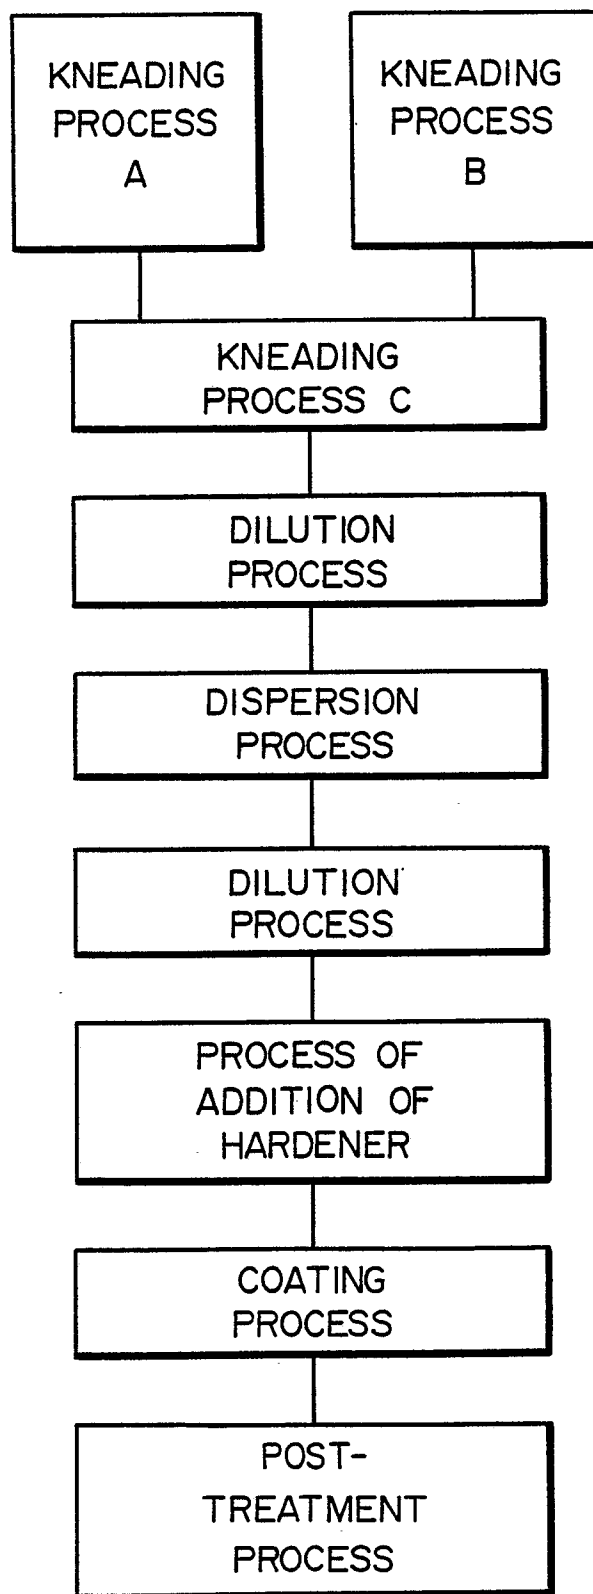 KNEADING
PROCESS
A
KNEADING
PROCESS
B
KNEADING
PROCESS C
DILUTION
PROCESS
DISPERSION
PROCESS
DILUTION
PROCESS
PROCESS OF
ADDITION OF
HARDENER
COATING
PROCESS
POST-
TREATMENT
PROCESS